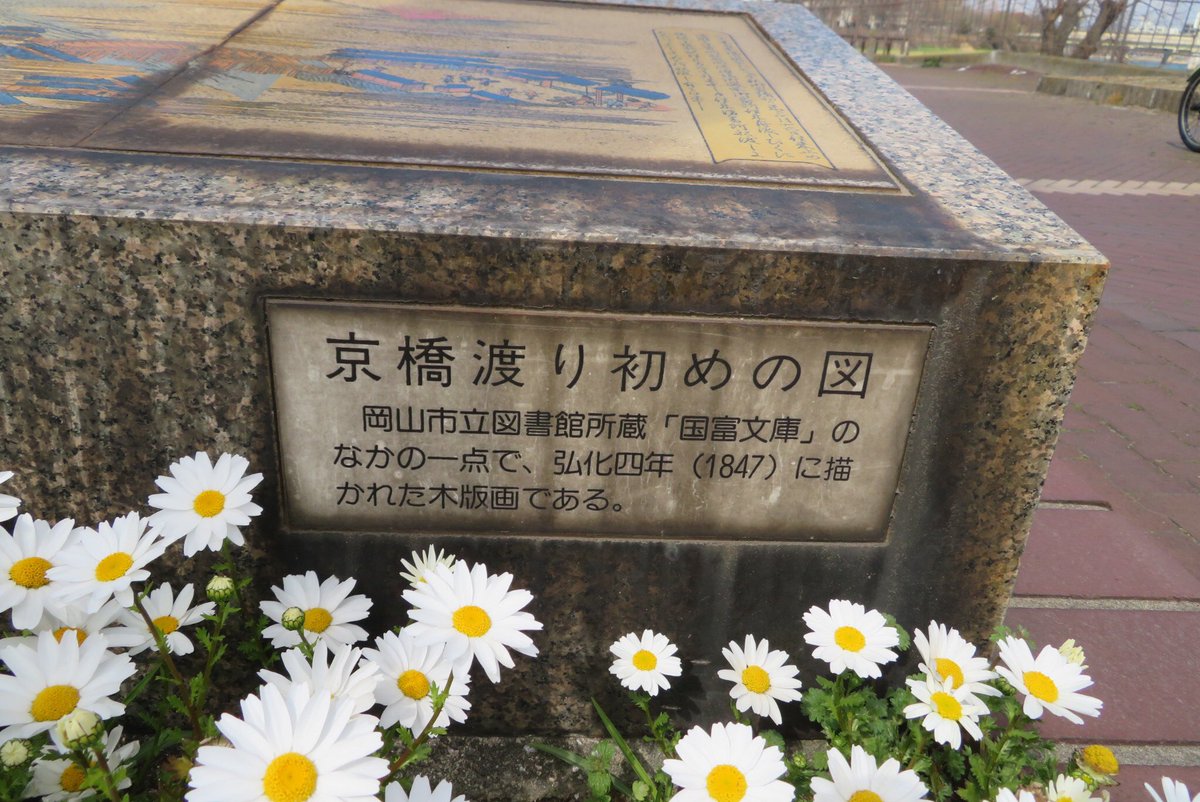 京橋渡り初めの図
岡山市立図書館所蔵「国富文庫」の
なかの一点で、弘化四年（1847）に描
かれた木版画である。